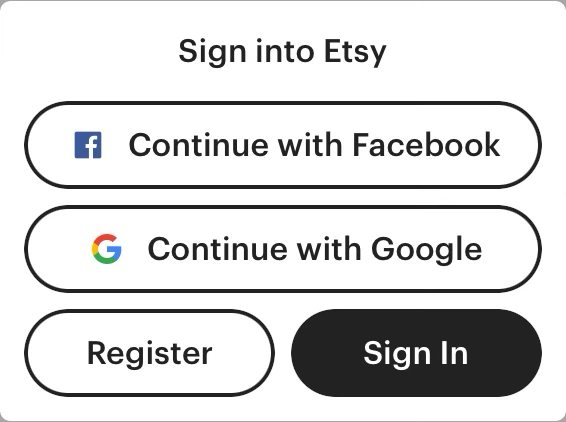 Sign into Etsy
Continue with Facebook
Continue with Google
Register
Sign In